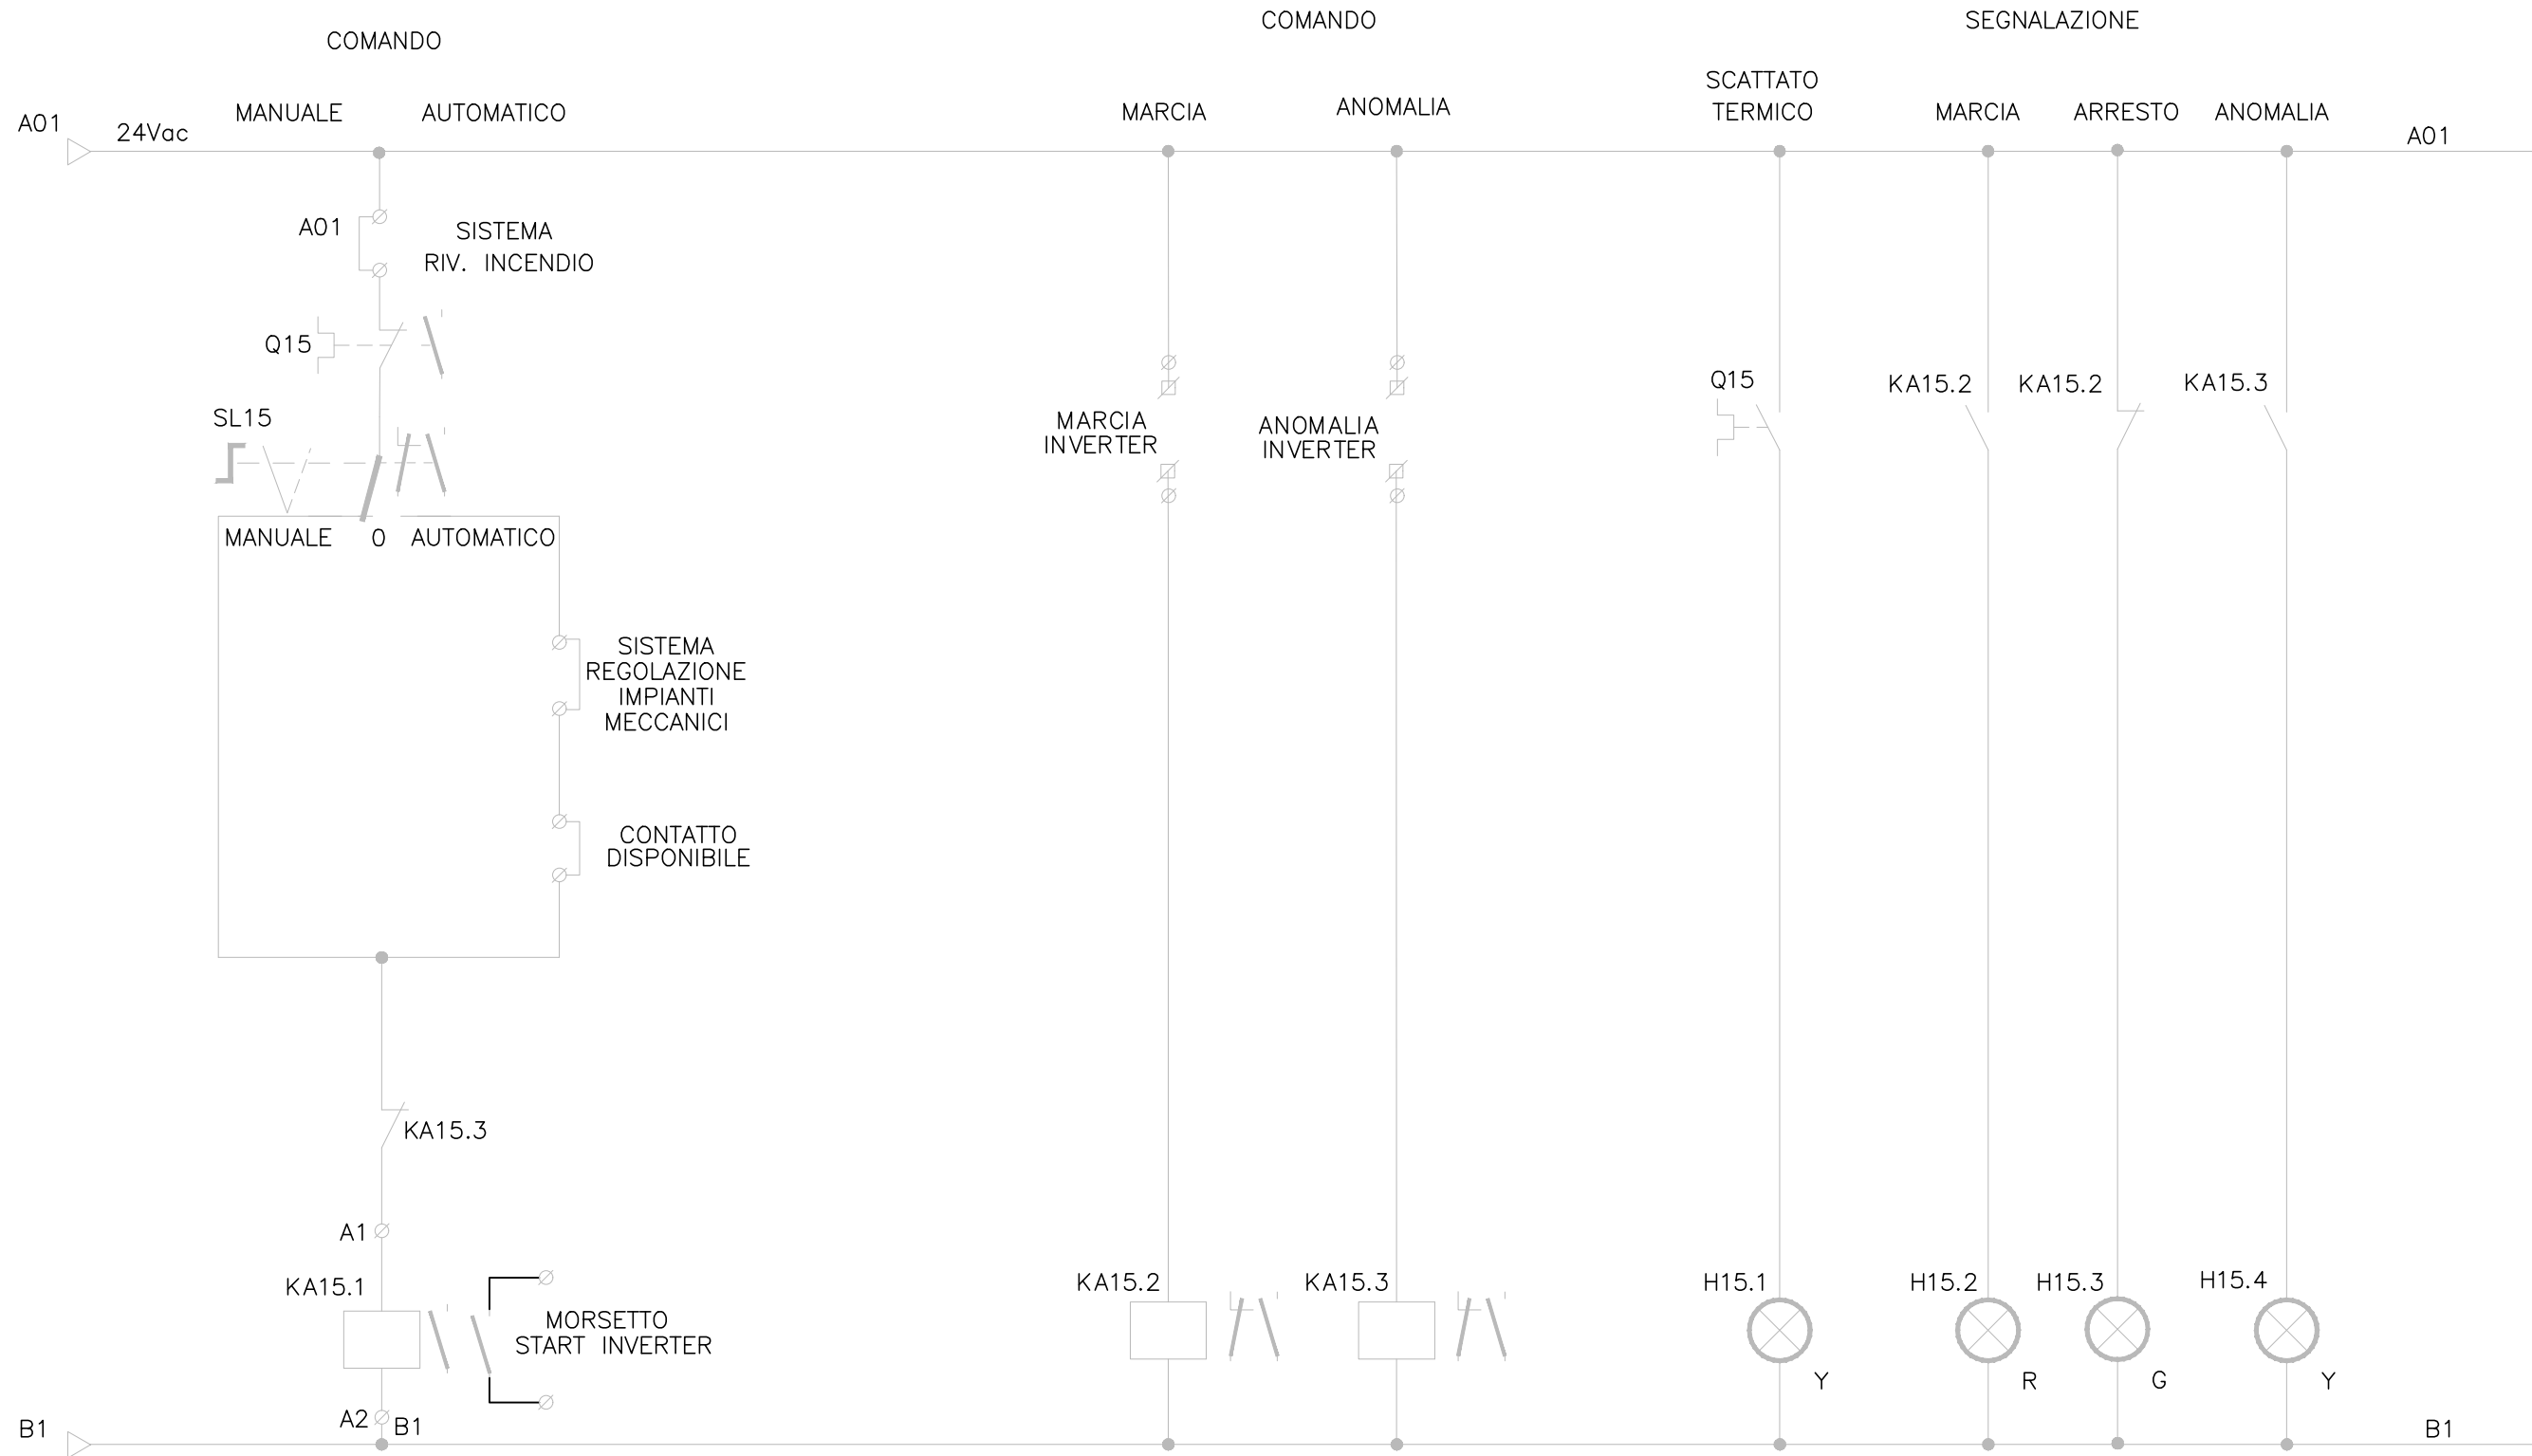 COMANDO
COMANDO
SEGNALAZIONE
MANUALE
AUTOMATICO
MARCIA
ANOMALIA
SCATTATO
TERMICO
MARCIA
ARRESTO
ANOMALIA
A01
24Vac
A01
A01
SISTEMA
RIV. INCENDIO
Q15
SL15
MANUALE 0 AUTOMATICO
MARCIA
INVERTER
ANOMALIA
INVERTER
Q15
KA15.2
KA15.2
KA15.3
SISTEMA
REGOLAZIONE
IMPIANTI
MECCANICI
CONTATTO
DISPONIBILE
KA15.3
A1
KA15.1
MORSETTO
START INVERTER
KA15.2
KA15.3
H15.1
H15.2
H15.3
H15.4
Y
R
G
Y
A2
B1
B1
B1